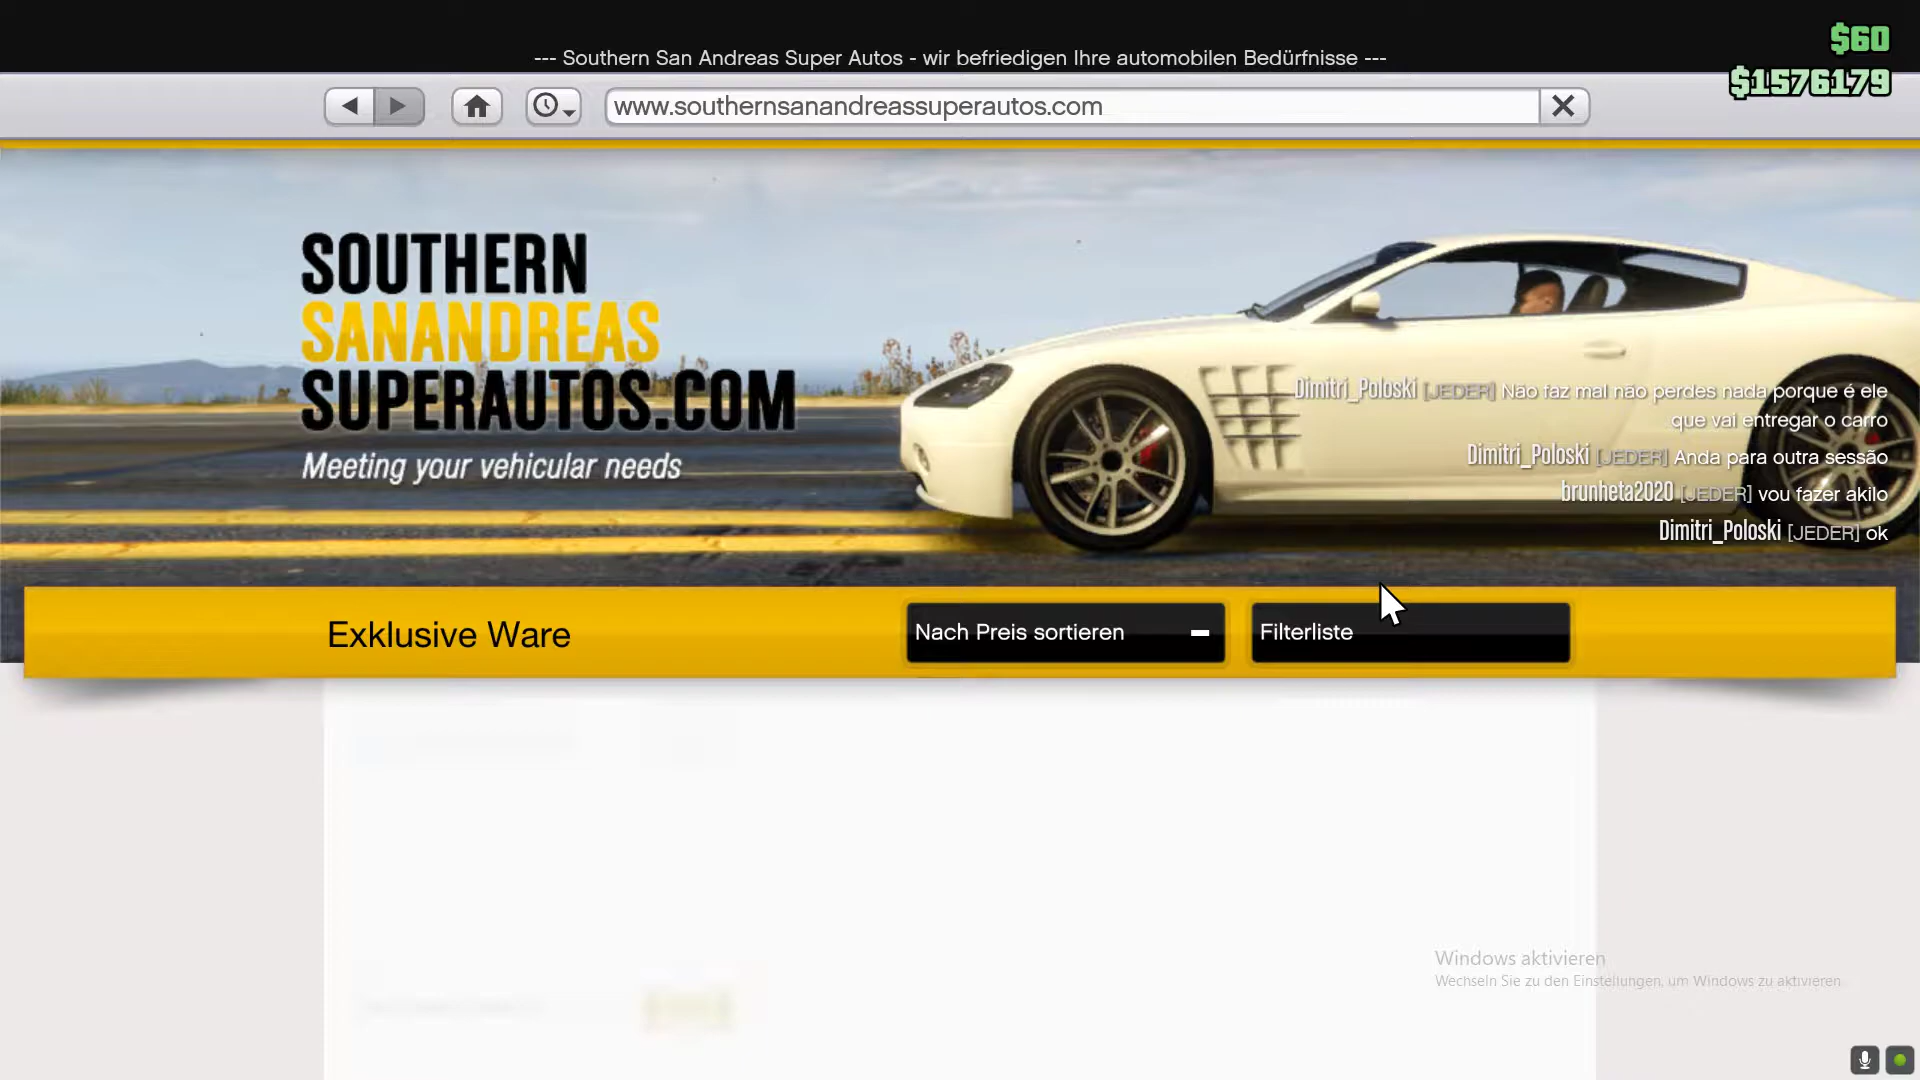 $60
--- Southern San Andreas Super Autos - wir befriedigen Ihre automobilen Bedürfnisse ---
$1576179
www.southernsanandreassuperautos.com
SOUTHERN
SANANDREAS
SUPERAUTOS.COM
Meeting your vehicular needs
Dimitri_Poloski [JEDER] Não faz mal não perdes nada porque é ele
que vai entregar o carro
Dimitri_Poloski [JEDER] Anda para outra sessão
brunheta2020 [JEDER] vou fazer akilo
Dimitri_Poloski [JEDER] ok
Exklusive Ware
Nach Preis sortieren
Filterliste
Windows aktivieren
Wechseln Sie zu den Einstellungen, um Windows zu aktivieren.